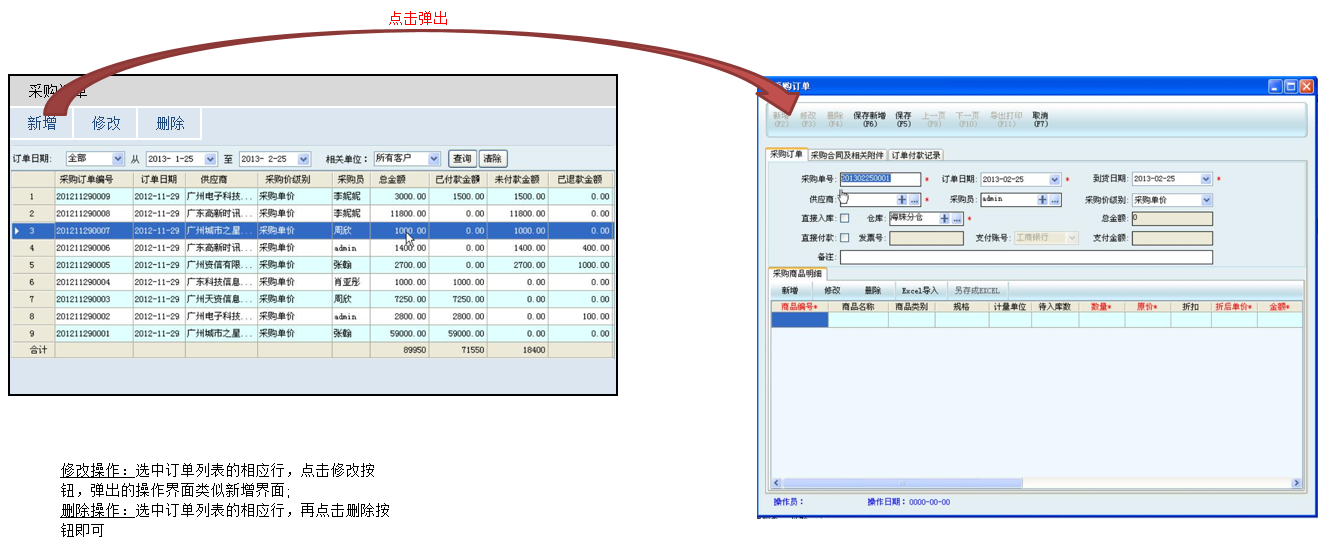 点击弹出
采购订单
新增 修改 删除
订单日期: 全部 从 2013- 1-25 至 2013- 2-25 相关单位: 所有客户 查询 清除
采购订单编号 订单日期 供应商 采购价级别 采购员 总金额 已付款金额 未付款金额 已退款金额
1 201211290009 2012-11-29 广州电子科技... 采购单价 李妮妮 3000.00 1500.00 1500.00 0.00
2 201211290008 2012-11-29 广东高新时讯... 采购单价 李妮妮 11800.00 0.00 11800.00 0.00
3 201211290007 2012-11-29 广州城市之星... 采购单价 周欣 1000.00 0.00 1000.00 0.00
4 201211290006 2012-11-29 广东高新时讯... 采购单价 admin 1400.00 0.00 1400.00 400.00
5 201211290005 2012-11-29 广州资信有限... 采购单价 张翰 2700.00 0.00 2700.00 1000.00
6 201211290004 2012-11-29 广东科技信息... 采购单价 肖亚彤 1000.00 1000.00 0.00 0.00
7 201211290003 2012-11-29 广州天资信息... 采购单价 周欣 7250.00 7250.00 0.00 0.00
8 201211290002 2012-11-29 广州电子科技... 采购单价 admin 2800.00 2800.00 0.00 100.00
9 201211290001 2012-11-29 广州城市之星... 采购单价 张翰 59000.00 59000.00 0.00 0.00
合计 89950 71550 18400
修改操作：选中订单列表的相应行，点击修改按
钮，弹出的操作界面类似新增界面;
删除操作：选中订单列表的相应行，再点击删除按
钮即可
采购订单
新增 修改 删除 保存新增 保存 上一页 下一页 导出打印 取消
(F2) (F3) (F4) (F6) (F5) (F9) (F10) (F11) (F7)
采购订单 采购合同及相关附件 订单付款记录
采购单号: 201302250001 订单日期: 2013-02-25 * 到货日期: 2013-02-25 *
供应商: * 采购员: admin 采购价级别: 采购单价
直接入库: 仓库: 海珠分仓 * 总金额: 0
直接付款: 发票号: 支付账号: 工商银行 支付金额:
备注:
采购商品明细
新增 修改 删除 Excel导入 另存成EXCEL
商品编号* 商品名称 商品类别 规格 计量单位 待入库数 数量* 原价* 折扣 折后单价* 金额*
操作员: 操作日期: 0000-00-00